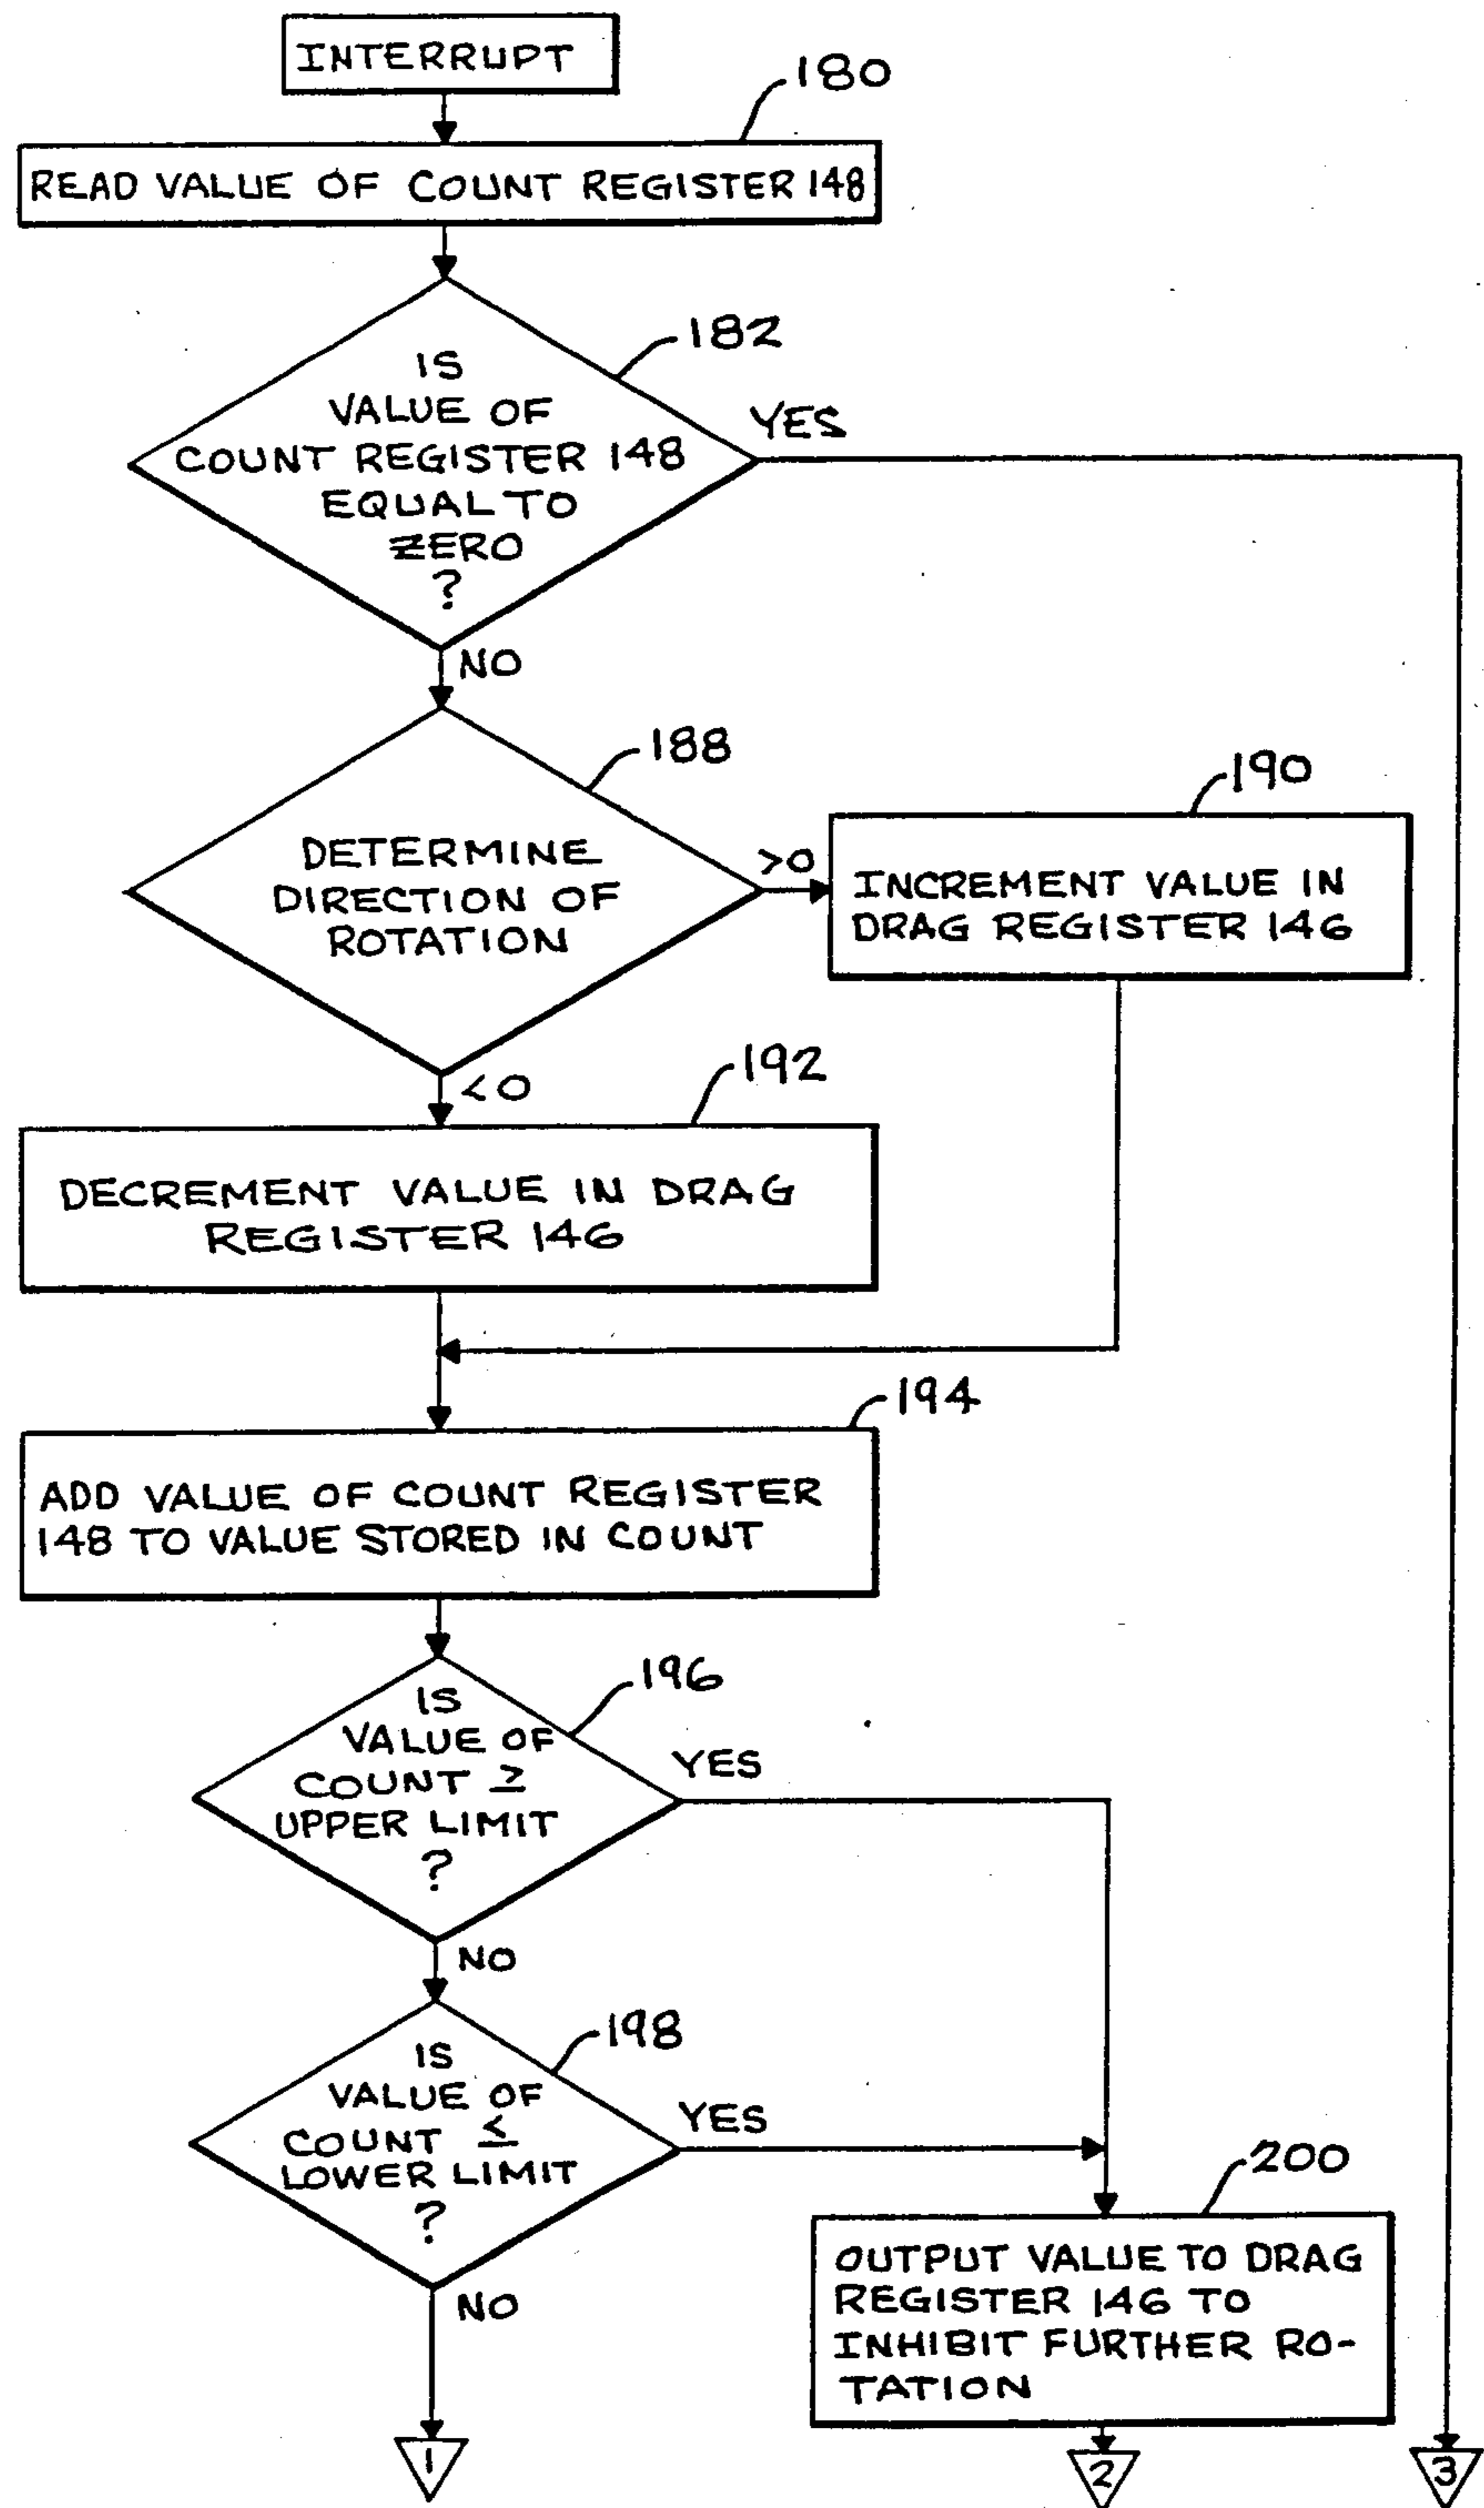 INTERRUPT
180
READ VALUE OF COUNT REGISTER 148
182
IS
VALUE OF
COUNT REGISTER 148
EQUAL TO
ZERO
?
YES
NO
188
DETERMINE
DIRECTION OF
ROTATION
>0
190
INCREMENT VALUE IN
DRAG REGISTER 146
<0
192
DECREMENT VALUE IN DRAG
REGISTER 146
194
ADD VALUE OF COUNT REGISTER
148 TO VALUE STORED IN COUNT
196
IS
VALUE OF
COUNT ≥
UPPER LIMIT
?
YES
NO
198
IS
VALUE OF
COUNT ≤
LOWER LIMIT
?
YES
NO
200
OUTPUT VALUE TO DRAG
REGISTER 146 TO
INHIBIT FURTHER RO-
TATION
1
2
3